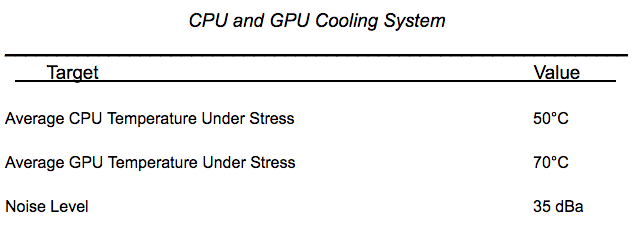 CPU and GPU Cooling System
Target Value
Average CPU Temperature Under Stress 50°C
Average GPU Temperature Under Stress 70°C
Noise Level 35 dBa